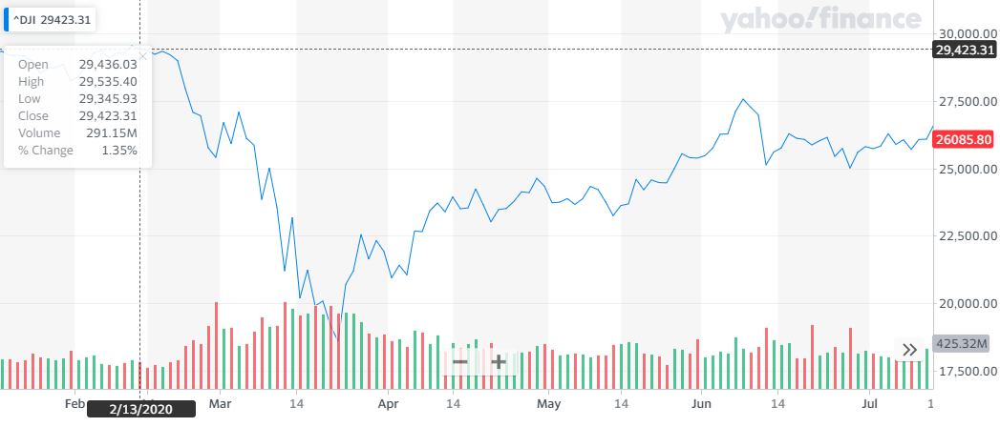 ^DJI 29423.31
yahoo!finance
Open 29,436.03
High 29,535.40
Low 29,345.93
Close 29,423.31
Volume 291.15M
% Change 1.35%
30,000.00
29,423.31
27,500.00
26085.80
25,000.00
22,500.00
20,000.00
425.32M
17,500.00
Feb 2/13/2020 Mar 14 Apr 14 May 14 Jun 14 Jul 1